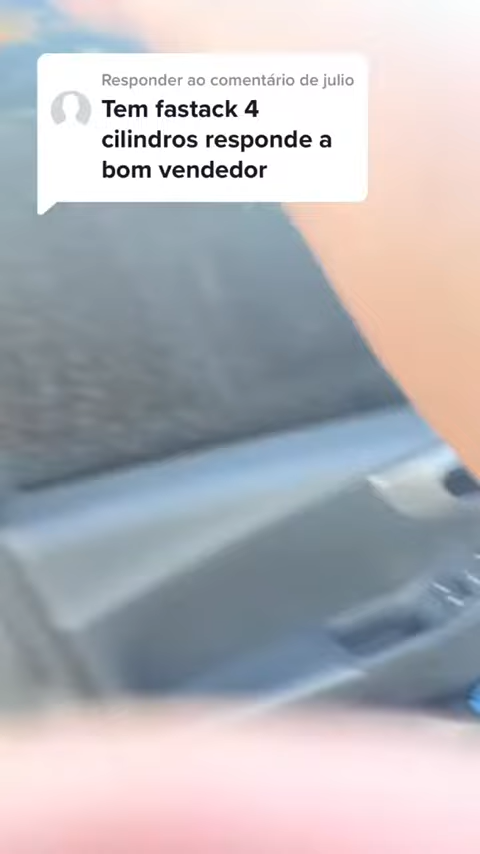 Responder ao comentário de julio
Tem fastack 4
cilindros responde a
bom vendedor